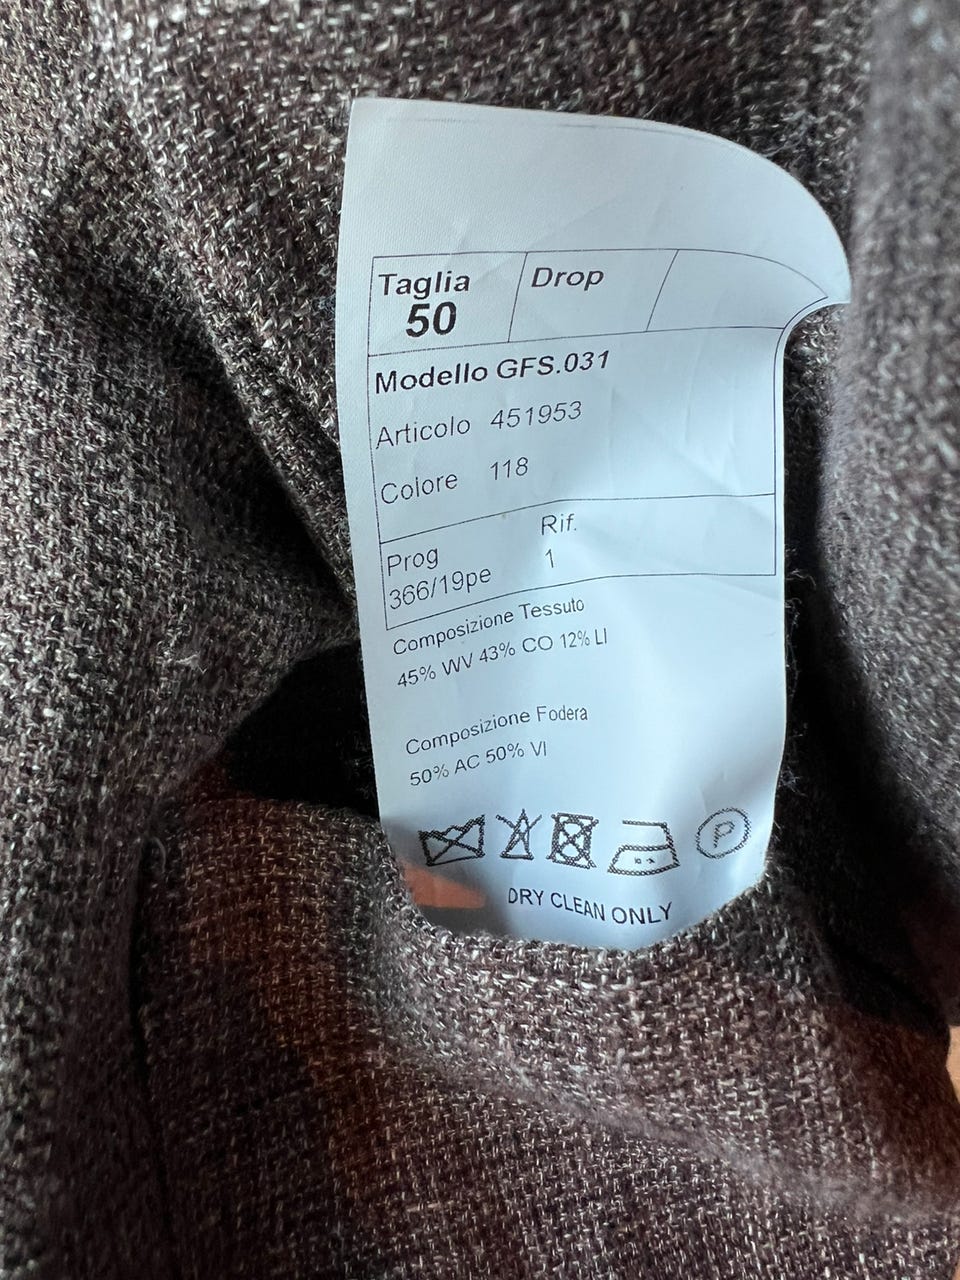 Taglia Drop
50
Modello GFS.031
Articolo 451953
Colore 118
Prog Rif.
366/19pe 1
Composizione Tessuto
45% WV 43% CO 12% LI
Composizione Fodera
50% AC 50% VI
P
DRY CLEAN ONLY